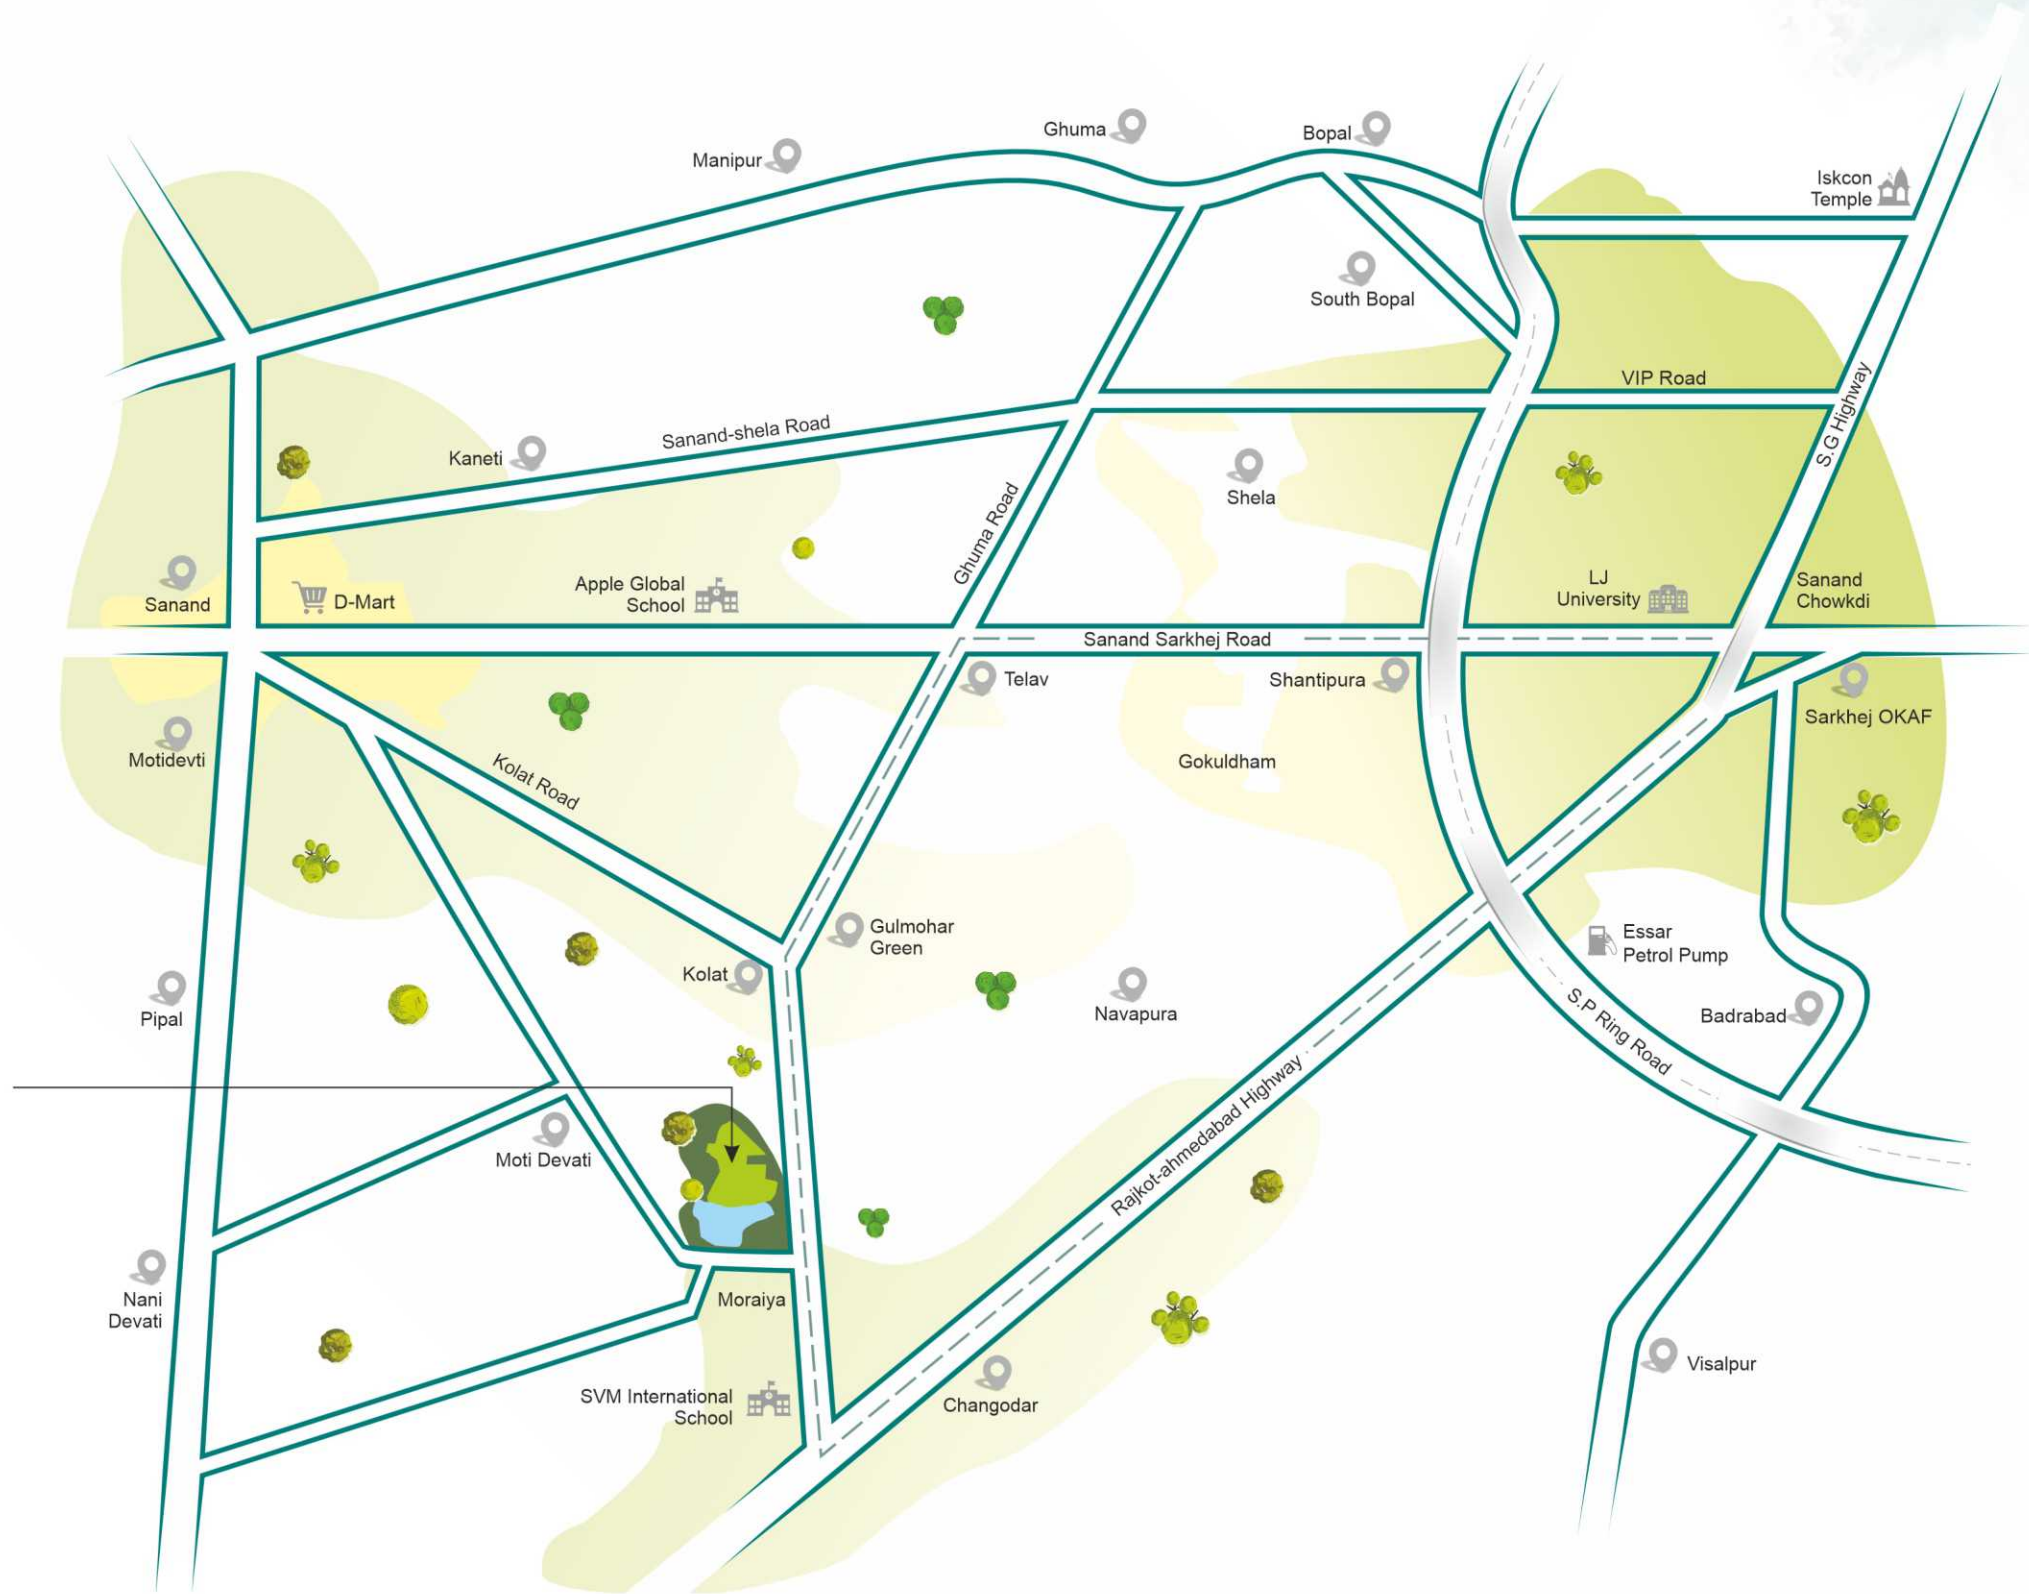 Ghuma
Bopal
Manipur
Iskcon
Temple
South Bopal
VIP Road
S.G Highway
Sanand-shela Road
Kaneti
Shela
Ghuma Road
Apple Global
School
LJ
University
Sanand
Chowkdi
Sanand
D-Mart
Sanand Sarkhej Road
Telav
Shantipura
Sarkhej OKAF
Motidevti
Gokuldham
Kolat Road
Gulmohar
Green
Essar
Petrol Pump
Kolat
Navapura
Pipal
Badrabad
S.P Ring Road
Rajkot-ahmedabad Highway
Moti Devati
Nani
Devati
Moraiya
Visalpur
SVM International
School
Changodar